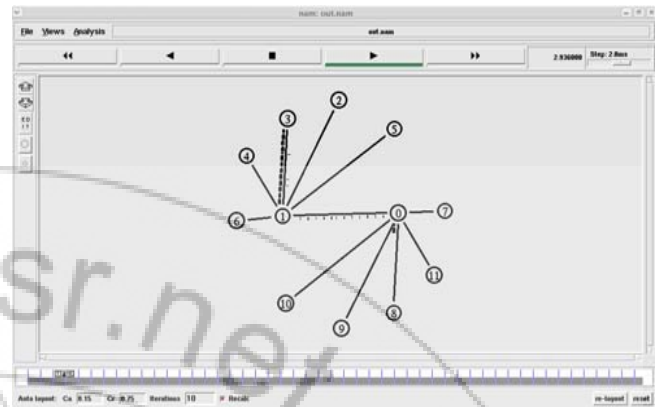 nam: out.nam
File Views Analysis
out.nam
2.936000 Step: 2.0ms
3
2
5
4
6
1
0
7
11
10
8
9
sr.ne
Auto layout: Ca 0.15 Cr 0.75 Iterations 10 Recalc re-layout reset